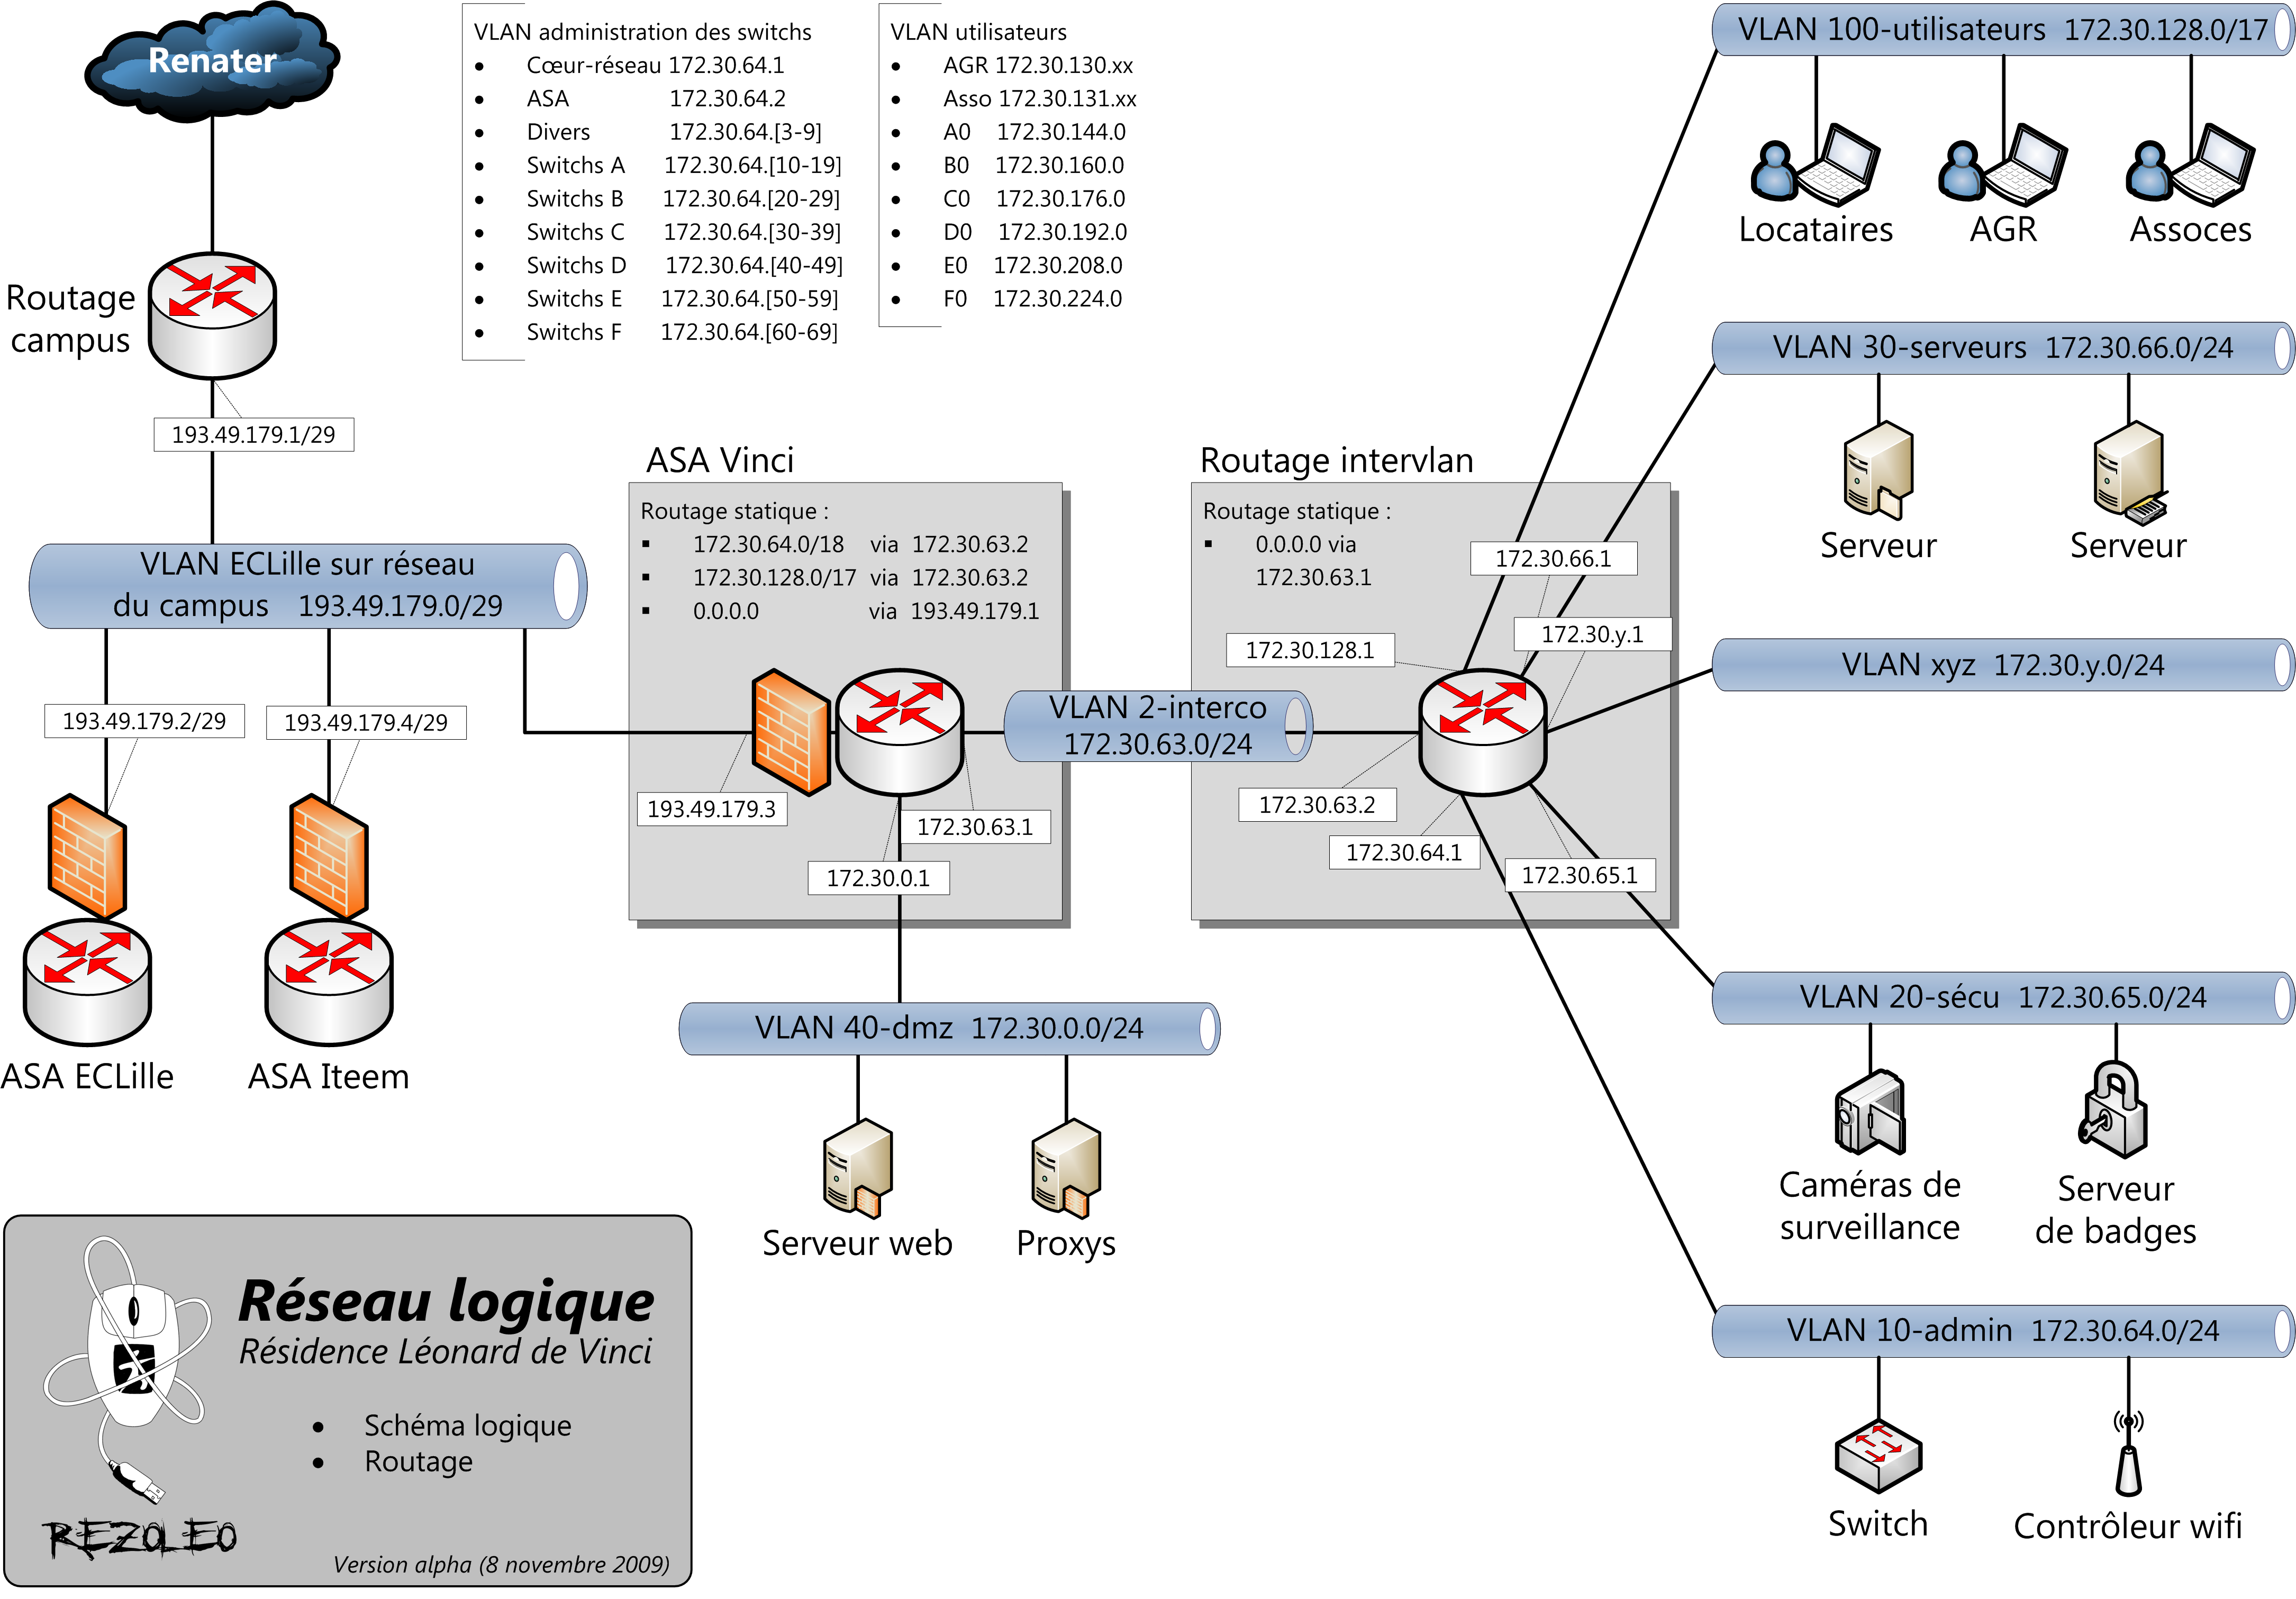 Renater
Routage
campus
193.49.179.1/29
VLAN administration des switchs
• Cœur-réseau 172.30.64.1
• ASA 172.30.64.2
• Divers 172.30.64.[3-9]
• Switchs A 172.30.64.[10-19]
• Switchs B 172.30.64.[20-29]
• Switchs C 172.30.64.[30-39]
• Switchs D 172.30.64.[40-49]
• Switchs E 172.30.64.[50-59]
• Switchs F 172.30.64.[60-69]
VLAN utilisateurs
• AGR 172.30.130.xx
• Asso 172.30.131.xx
• A0 172.30.144.0
• B0 172.30.160.0
• C0 172.30.176.0
• D0 172.30.192.0
• E0 172.30.208.0
• F0 172.30.224.0
VLAN 100-utilisateurs 172.30.128.0/17
Locataires
AGR
Assoces
VLAN 30-serveurs 172.30.66.0/24
Serveur
Serveur
VLAN ECLille sur réseau
du campus 193.49.179.0/29
193.49.179.2/29
193.49.179.4/29
ASA ECLille
ASA Iteem
ASA Vinci
Routage statique :
▪ 172.30.64.0/18 via 172.30.63.2
▪ 172.30.128.0/17 via 172.30.63.2
▪ 0.0.0.0 via 193.49.179.1
193.49.179.3
172.30.63.1
172.30.0.1
VLAN 2-interco
172.30.63.0/24
Routage intervlan
Routage statique :
▪ 0.0.0.0 via
172.30.63.1
172.30.66.1
172.30.y.1
172.30.128.1
172.30.63.2
172.30.64.1
172.30.65.1
VLAN xyz 172.30.y.0/24
VLAN 40-dmz 172.30.0.0/24
Serveur web
Proxys
VLAN 20-sécu 172.30.65.0/24
Caméras de
surveillance
Serveur
de badges
VLAN 10-admin 172.30.64.0/24
Switch
Contrôleur wifi
Réseau logique
Résidence Léonard de Vinci
• Schéma logique
• Routage
REZOLEO
Version alpha (8 novembre 2009)